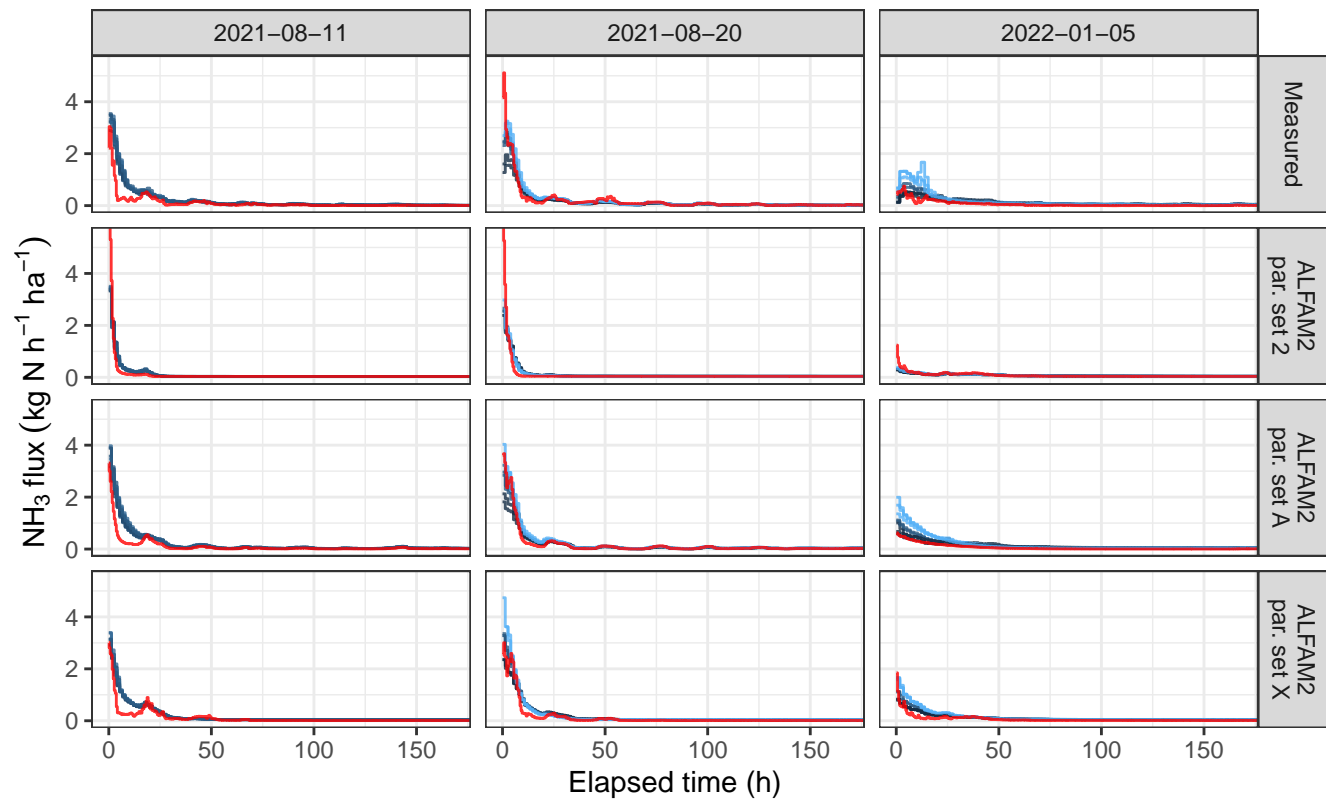 2021−08−11 2021−08−20 2022−01−05
4
2
0
Measured
4
2
0
ALFAM2
par. set 2
4
2
0
ALFAM2
par. set A
4
2
0
ALFAM2
par. set X
NH₃ flux (kg N h⁻¹ ha⁻¹)
0 50 100 150 0 50 100 150 0 50 100 150
Elapsed time (h)